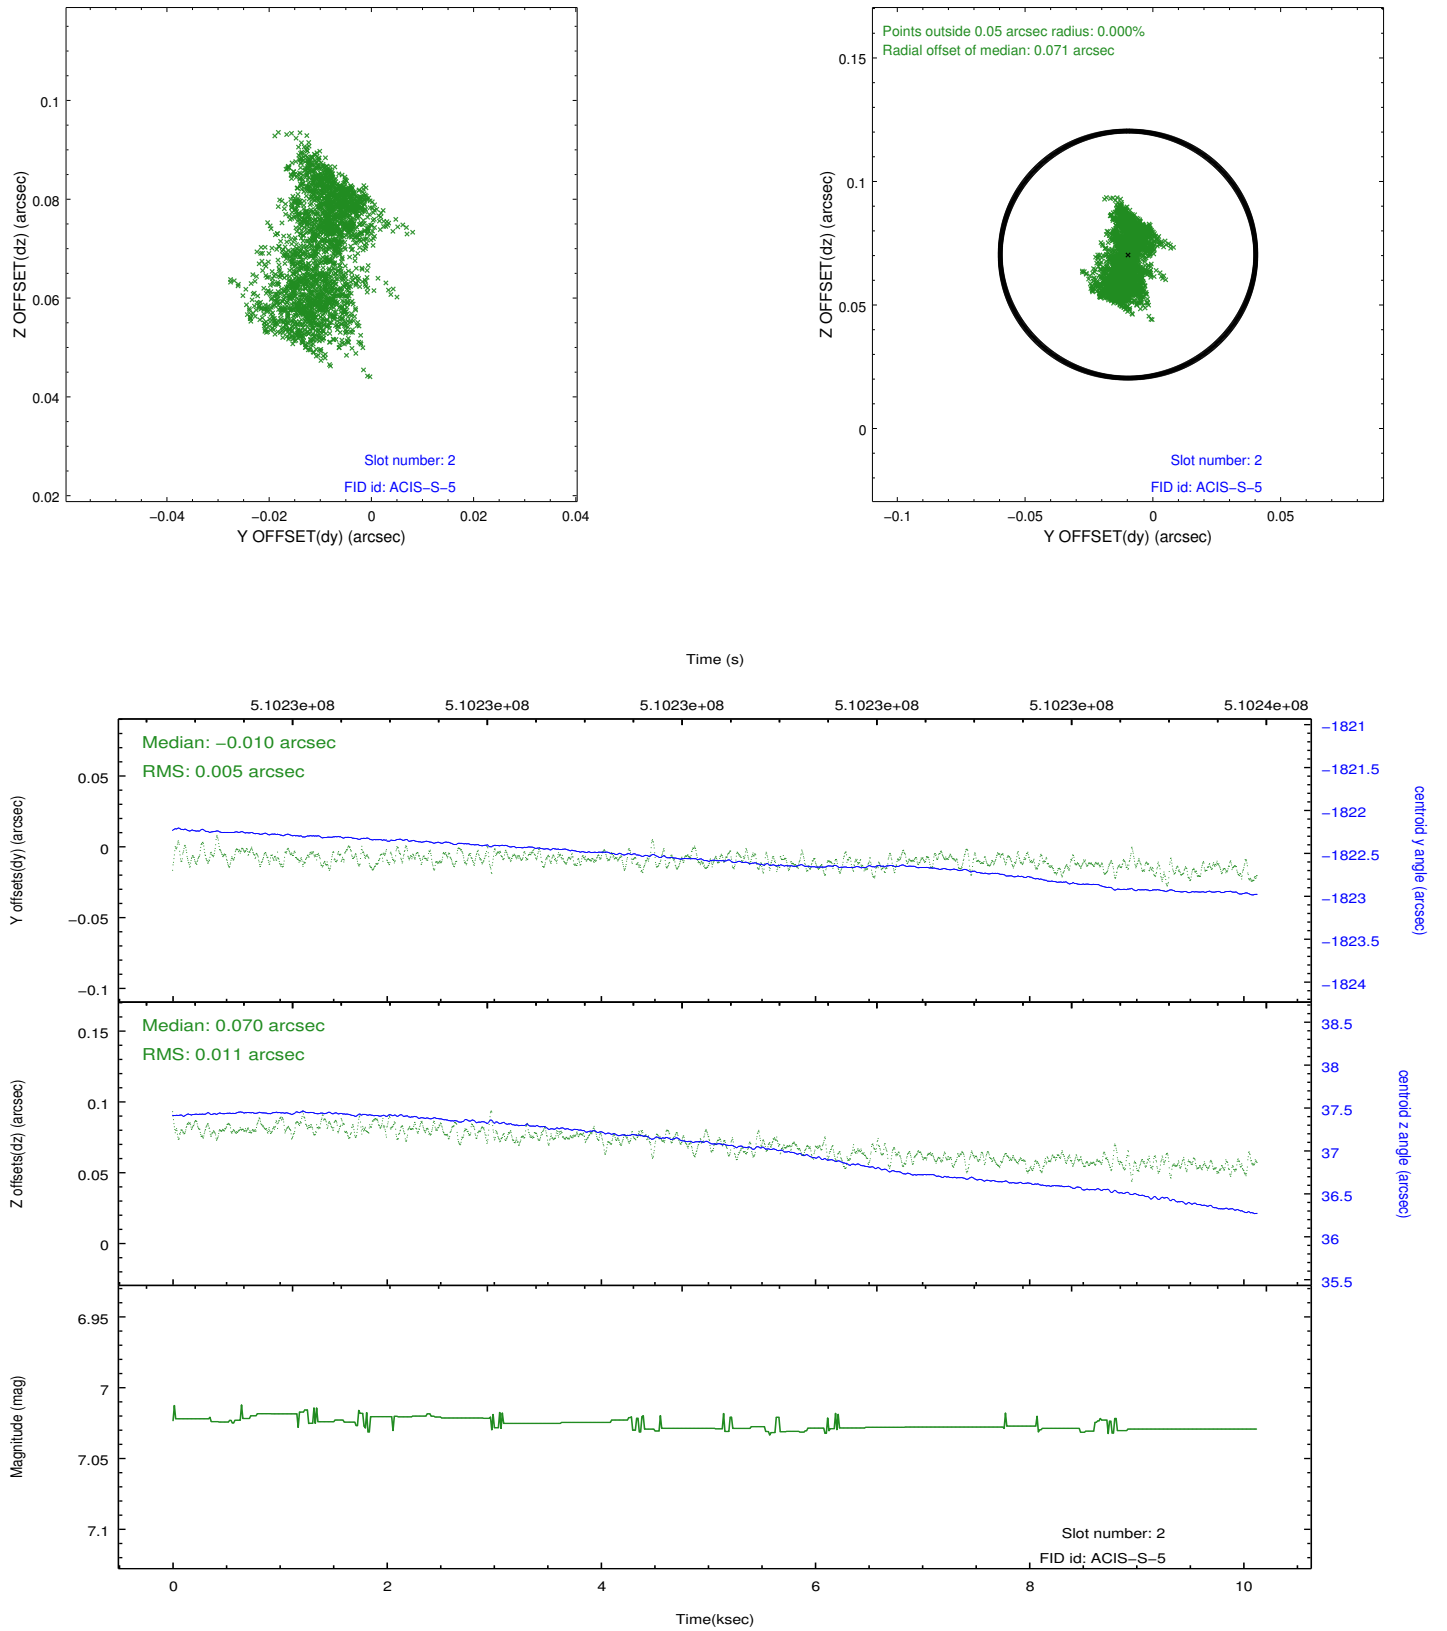 0.1
0.08
0.06
0.04
0.02
Z OFFSET(dz) (arcsec)
−0.04 −0.02 0 0.02 0.04
Y OFFSET(dy) (arcsec)
Slot number: 2
FID id: ACIS−S−5
Points outside 0.05 arcsec radius: 0.000%
Radial offset of median: 0.071 arcsec
0.15
0.1
0.05
0
Z OFFSET(dz) (arcsec)
−0.1 −0.05 0 0.05
Y OFFSET(dy) (arcsec)
Slot number: 2
FID id: ACIS−S−5
Time (s)
5.1023e+08 5.1023e+08 5.1023e+08 5.1023e+08 5.1023e+08 5.1024e+08
Median: −0.010 arcsec
RMS: 0.005 arcsec
0.05
0
−0.05
−0.1
Y offsets(dy) (arcsec)
−1821
−1821.5
−1822
−1822.5
−1823
−1823.5
−1824
centroid y angle (arcsec)
Median: 0.070 arcsec
RMS: 0.011 arcsec
0.15
0.1
0.05
0
Z offsets(dz) (arcsec)
38.5
38
37.5
37
36.5
36
35.5
centroid z angle (arcsec)
6.95
7
7.05
7.1
Magnitude (mag)
Slot number: 2
FID id: ACIS−S−5
0 2 4 6 8 10
Time(ksec)